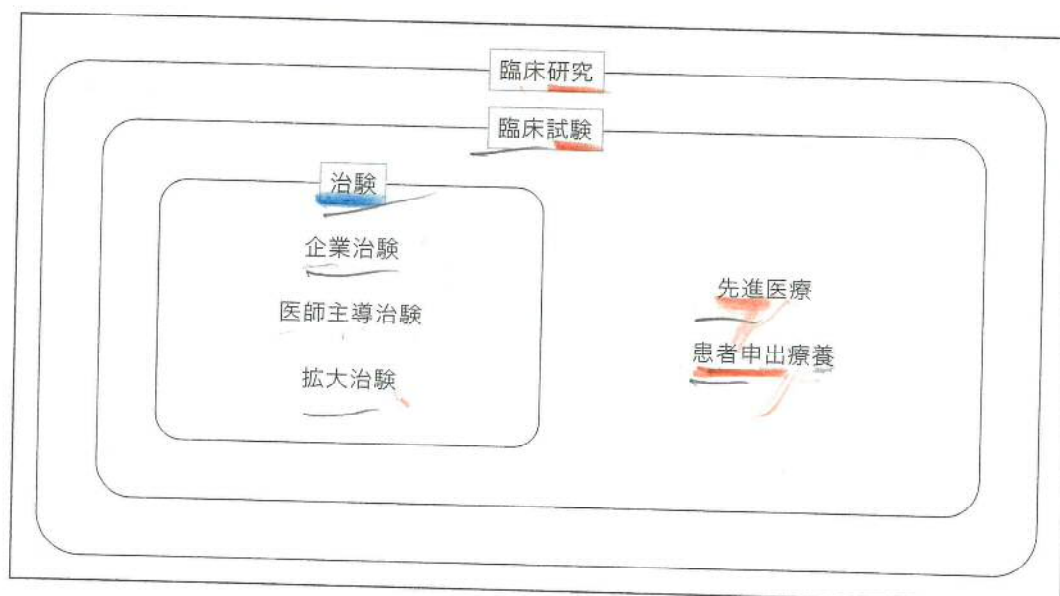 臨床研究
臨床試験
治験
企業治験
医師主導治験
拡大治験
先進医療
患者申出療養